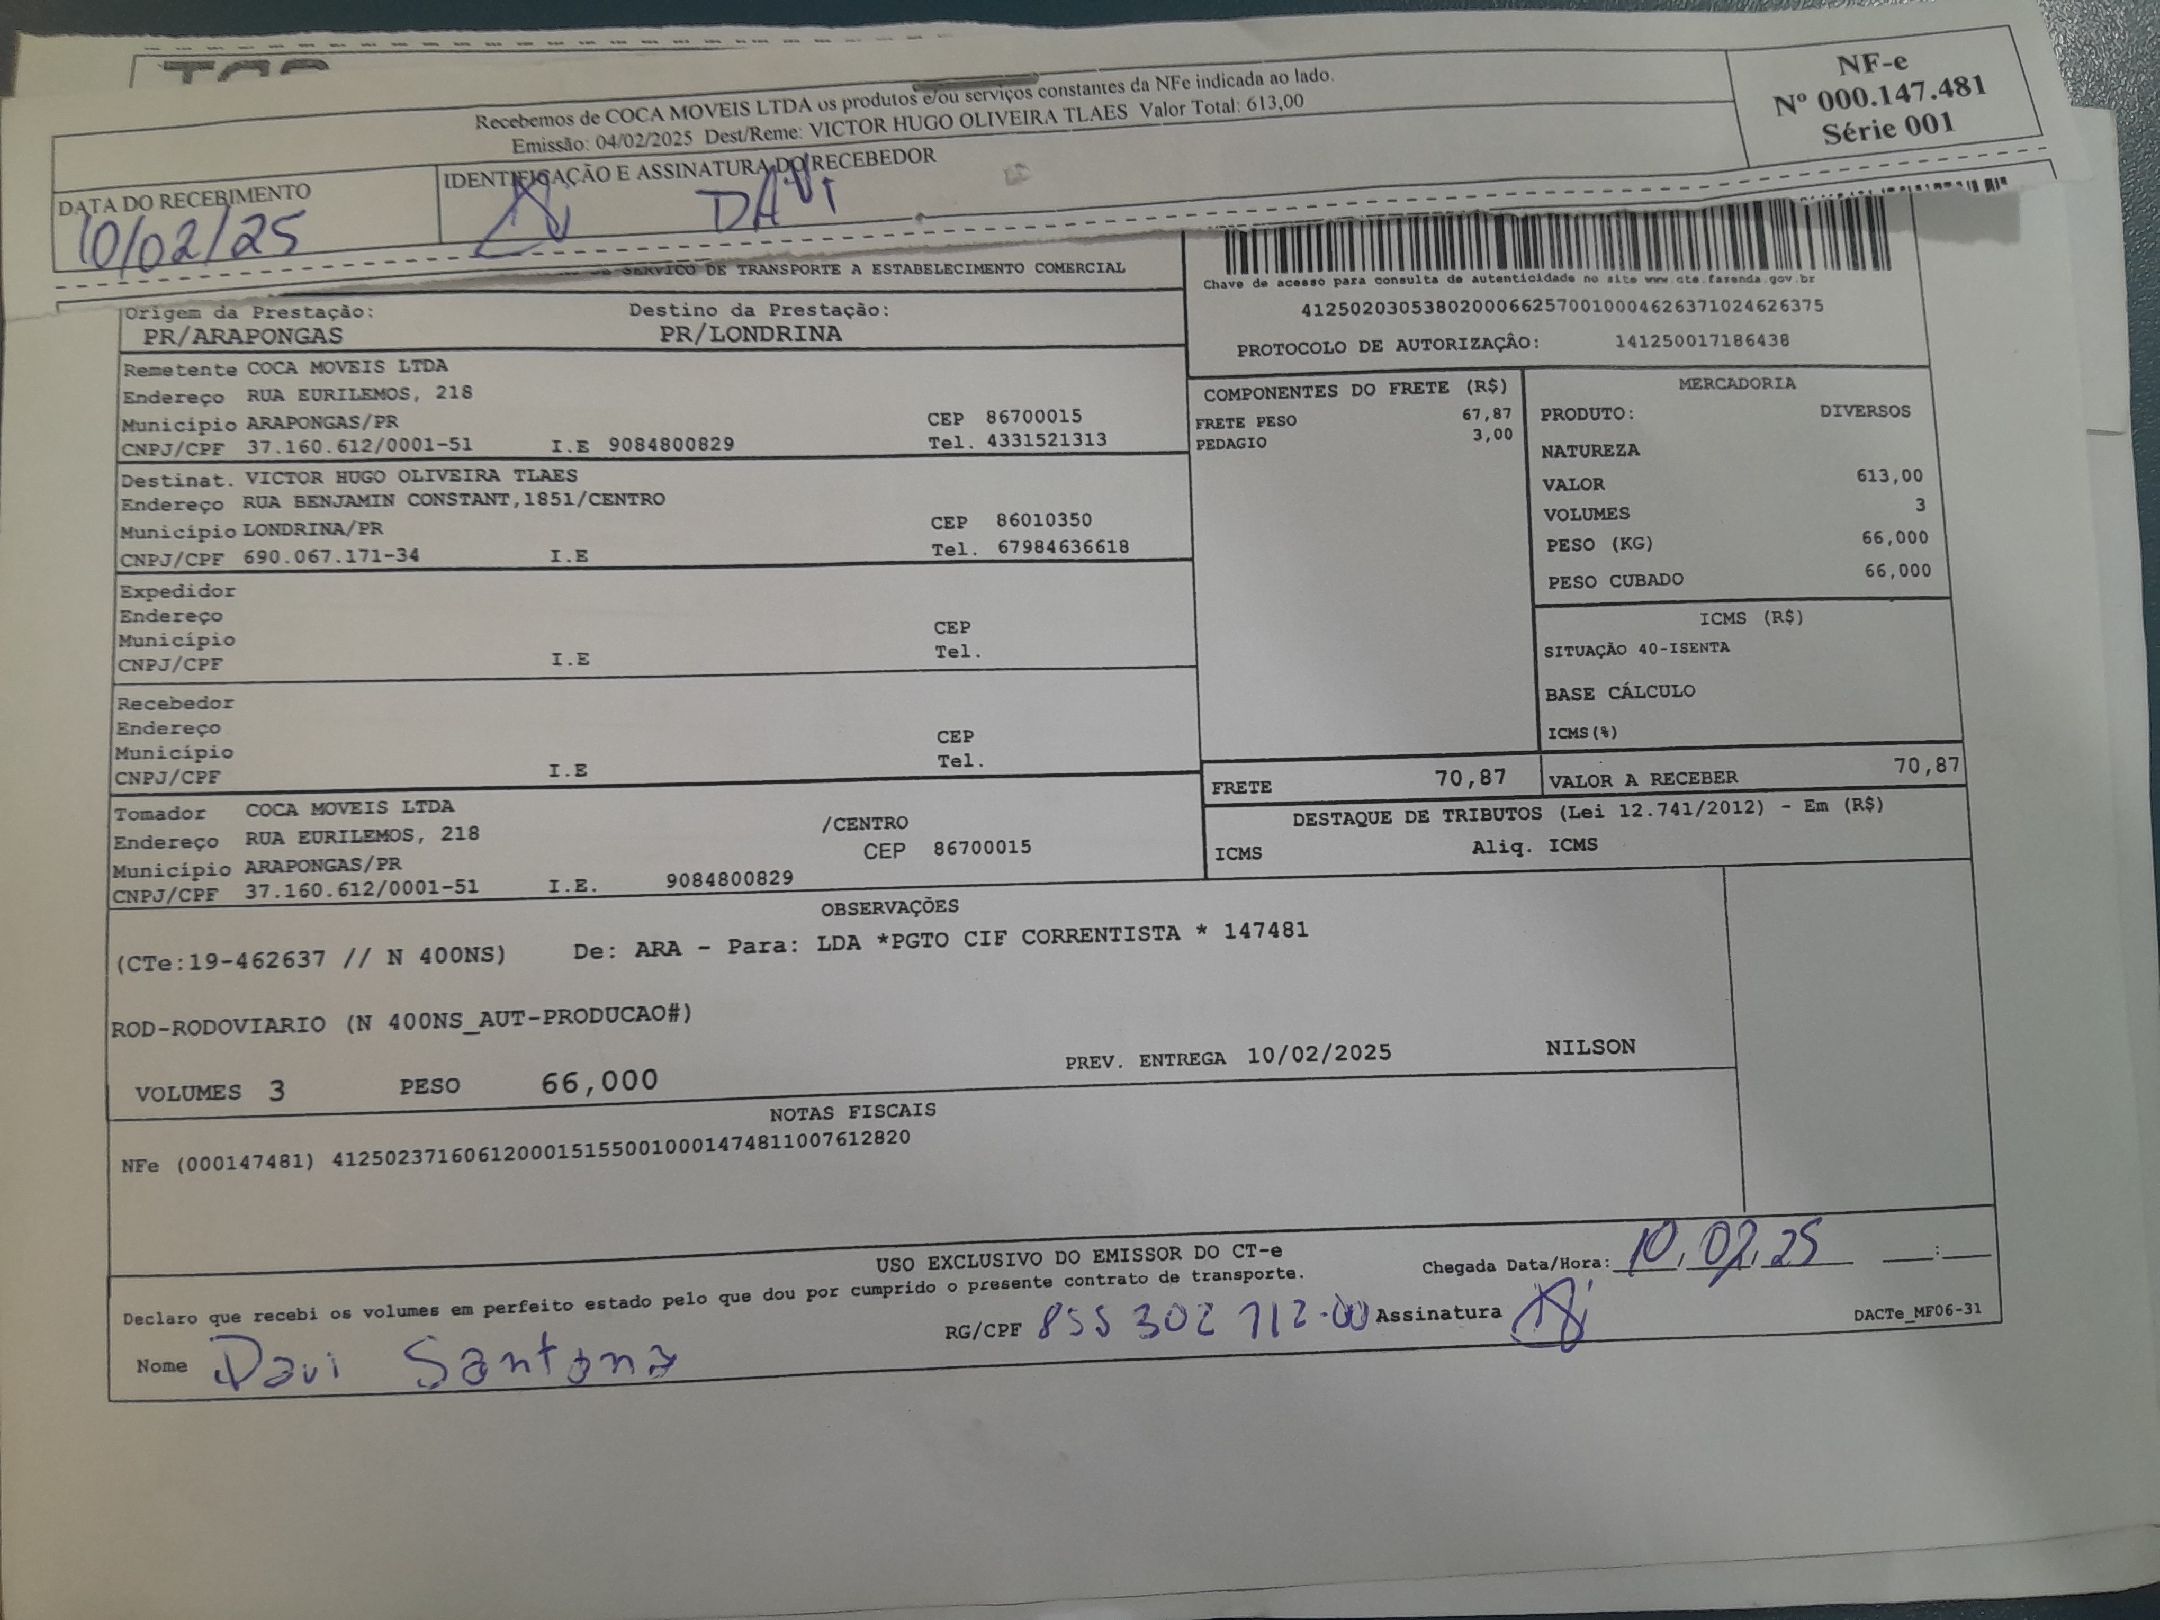 Recebemos de COCA MOVEIS LTDA os produtos e/ou serviços constantes da NFe indicada ao lado.
Emissão: 04/02/2025 Dest/Reme: VICTOR HUGO OLIVEIRA TLAES Valor Total: 613,00
NF-e
Nº 000.147.481
Série 001
DATA DO RECEBIMENTO
10/02/25
IDENTIFICAÇÃO E ASSINATURA DO RECEBEDOR
DAVI
SERVICO DE TRANSPORTE A ESTABELECIMENTO COMERCIAL
Chave de acesso para consulta de autenticidade no site www.cte.fazenda.gov.br
41250203053802000662570010004626371024626375
PROTOCOLO DE AUTORIZAÇÃO: 141250017186438
Origem da Prestação: Destino da Prestação:
PR/ARAPONGAS PR/LONDRINA
Remetente COCA MOVEIS LTDA
Endereço RUA EURILEMOS, 218
Município ARAPONGAS/PR CEP 86700015
CNPJ/CPF 37.160.612/0001-51 I.E 9084800829 Tel. 4331521313
Destinat. VICTOR HUGO OLIVEIRA TLAES
Endereço RUA BENJAMIN CONSTANT,1851/CENTRO
Município LONDRINA/PR CEP 86010350
CNPJ/CPF 690.067.171-34 I.E Tel. 67984636618
Expedidor
Endereço
Município CEP
CNPJ/CPF I.E Tel.
Recebedor
Endereço
Município CEP
CNPJ/CPF I.E Tel.
Tomador COCA MOVEIS LTDA
Endereço RUA EURILEMOS, 218 /CENTRO
Município ARAPONGAS/PR CEP 86700015
CNPJ/CPF 37.160.612/0001-51 I.E. 9084800829
COMPONENTES DO FRETE (R$)
FRETE PESO 67,87
PEDAGIO 3,00
MERCADORIA
PRODUTO: DIVERSOS
NATUREZA
VALOR 613,00
VOLUMES 3
PESO (KG) 66,000
PESO CUBADO 66,000
ICMS (R$)
SITUAÇÃO 40-ISENTA
BASE CÁLCULO
ICMS(%)
FRETE 70,87 VALOR A RECEBER 70,87
DESTAQUE DE TRIBUTOS (Lei 12.741/2012) - Em (R$)
ICMS Aliq. ICMS
OBSERVAÇÕES
(CTe:19-462637 // N 400NS) De: ARA - Para: LDA *PGTO CIF CORRENTISTA * 147481
ROD-RODOVIARIO (N 400NS_AUT-PRODUCAO#)
VOLUMES 3 PESO 66,000 PREV. ENTREGA 10/02/2025 NILSON
NOTAS FISCAIS
NFe (000147481) 41250237160612000151550010001474811007612820
USO EXCLUSIVO DO EMISSOR DO CT-e
Declaro que recebi os volumes em perfeito estado pelo que dou por cumprido o presente contrato de transporte.
Chegada Data/Hora: 10.02.25 __:__
Nome Davi Santana RG/CPF 855 302 712-00 Assinatura
DACTe_MF06-31